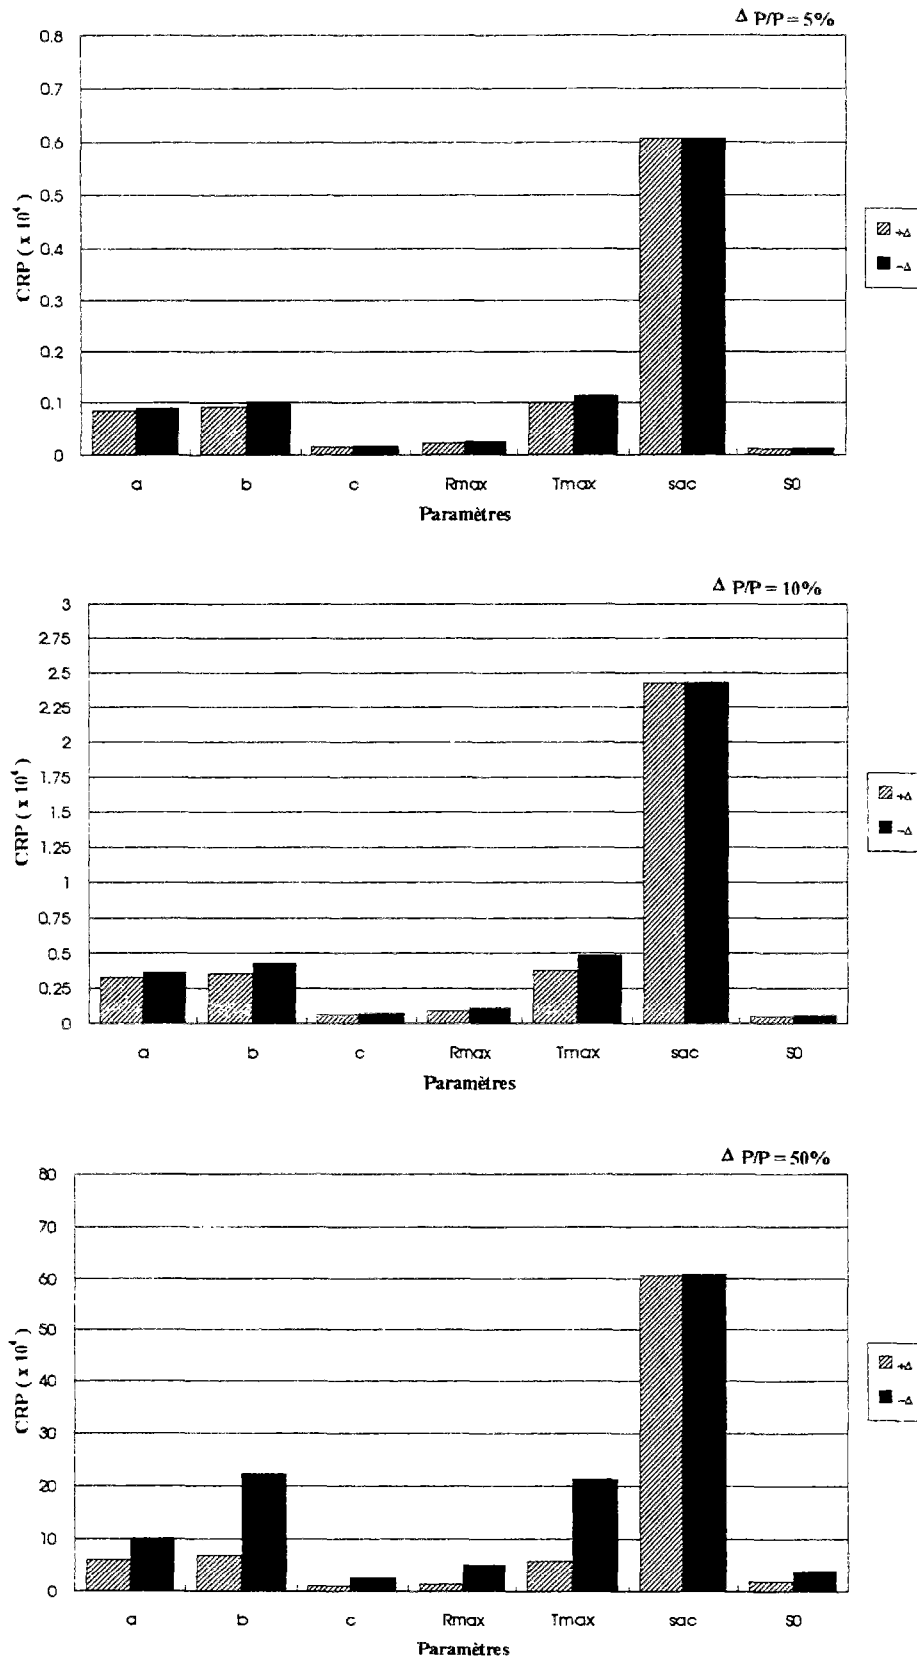 Δ P/P = 5%
0.8
0.7
0.6
0.5
0.4
0.3
0.2
0.1
0
CRP ( x 10⁴)
+Δ
-Δ
a b c Rmax Tmax sac S0
Paramètres
Δ P/P = 10%
3
2.75
2.5
2.25
2
1.75
1.5
1.25
1
0.75
0.5
0.25
0
CRP ( x 10⁴)
+Δ
-Δ
a b c Rmax Tmax sac S0
Paramètres
Δ P/P = 50%
80
70
60
50
40
30
20
10
0
CRP ( x 10⁴)
+Δ
-Δ
a b c Rmax Tmax sac S0
Paramètres